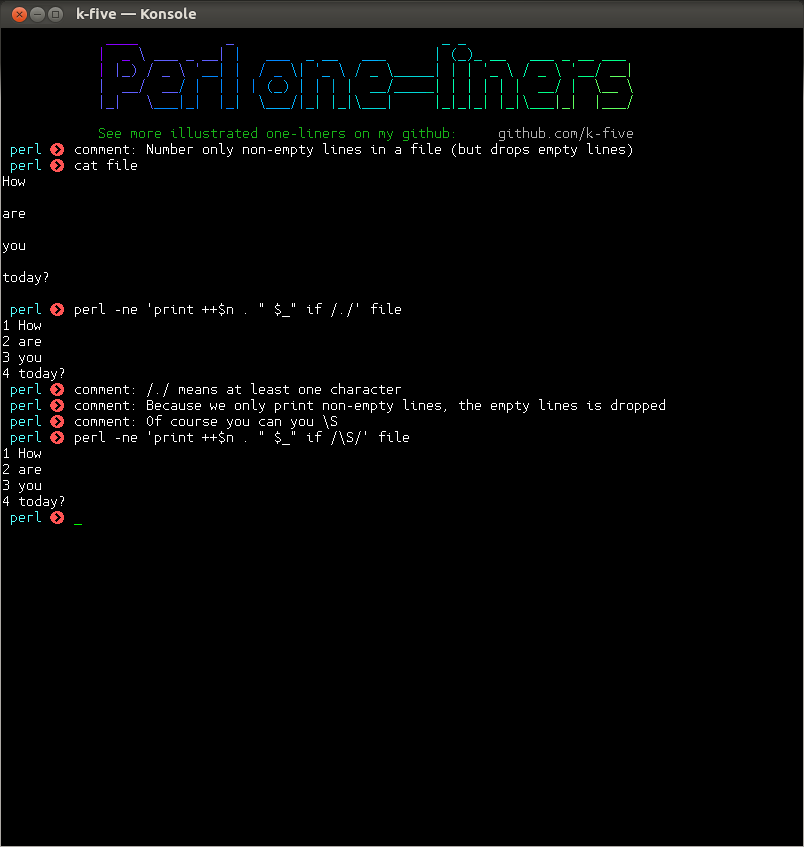 k-five — Konsole
Perl one-liners
See more illustrated one-liners on my github: github.com/k-five
perl comment: Number only non-empty lines in a file (but drops empty lines)
perl cat file
How
are
you
today?
perl perl -ne 'print ++$n . " $_" if /./' file
1 How
2 are
3 you
4 today?
perl comment: /./ means at least one character
perl comment: Because we only print non-empty lines, the empty lines is dropped
perl comment: Of course you can you \S
perl perl -ne 'print ++$n . " $_" if /\S/' file
1 How
2 are
3 you
4 today?
perl _